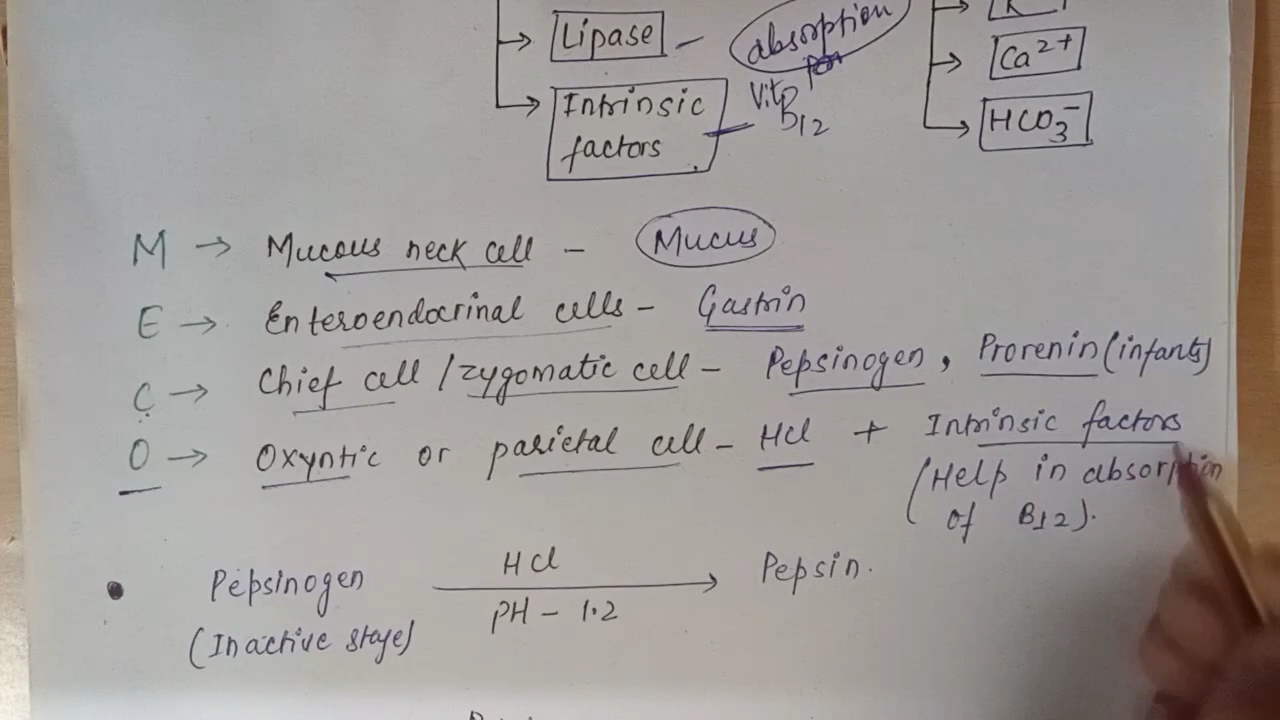 Lipase - absorption
for
Ca²⁺
Intrinsic factors - Vit B12
HCO₃⁻
M → Mucous neck cell - Mucus
E → Enteroendocrinal cells - Gastrin
C → Chief cell / zygomatic cell - Pepsinogen, Prorenin (infants)
O → Oxyntic or parietal cell - HCl + Intrinsic factors
(Help in absorption
of B12).
• Pepsinogen HCl → Pepsin.
(Inactive stage) PH - 1.2